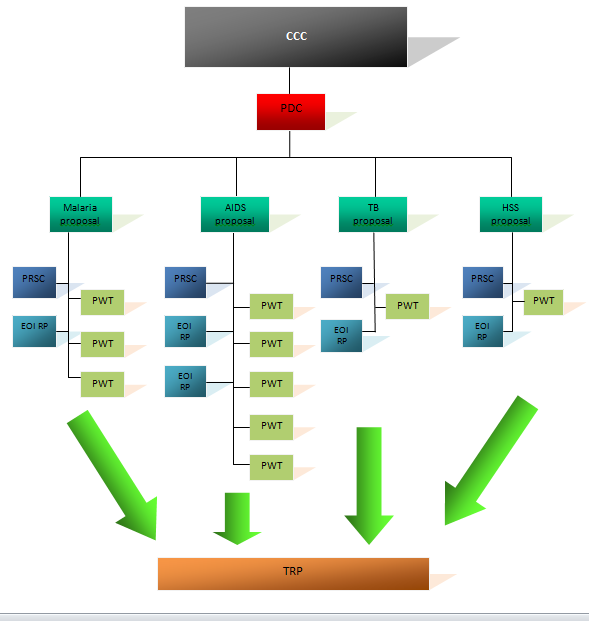 CCC
PDC
Malaria
proposal
AIDS
proposal
TB
proposal
HSS
proposal
PRSC
PWT
EOI RP
PWT
PWT
PRSC
PWT
EOI
RP
PWT
EOI
RP
PWT
PWT
PWT
PRSC
PWT
EOI
RP
PRSC
PWT
EOI
RP
TRP